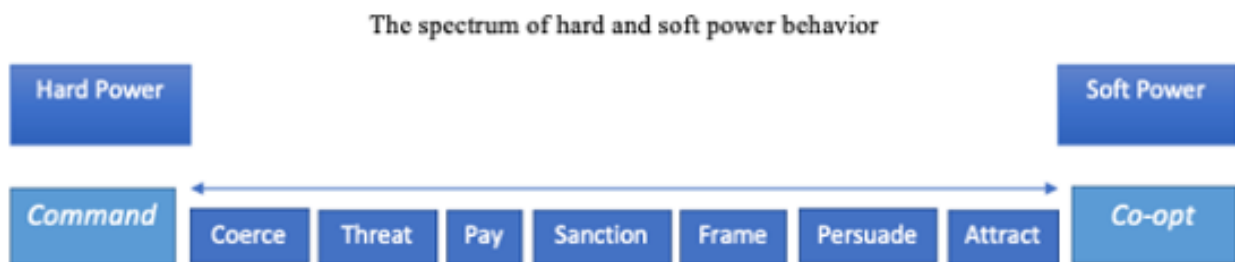 The spectrum of hard and soft power behavior
Hard Power Soft Power
Command Coerce Threat Pay Sanction Frame Persuade Attract Co-opt